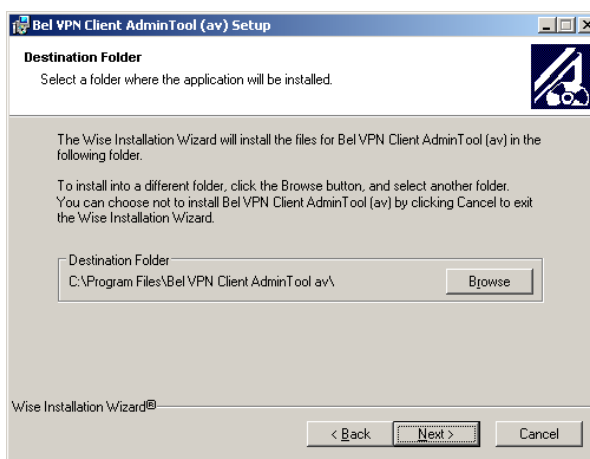 Bel VPN Client AdminTool (av) Setup
Destination Folder
Select a folder where the application will be installed.
The Wise Installation Wizard will install the files for Bel VPN Client AdminTool (av) in the
following folder.
To install into a different folder, click the Browse button, and select another folder.
You can choose not to install Bel VPN Client AdminTool (av) by clicking Cancel to exit
the Wise Installation Wizard.
Destination Folder
C:\Program Files\Bel VPN Client AdminTool av\
Browse
Wise Installation Wizard®
< Back
Next >
Cancel